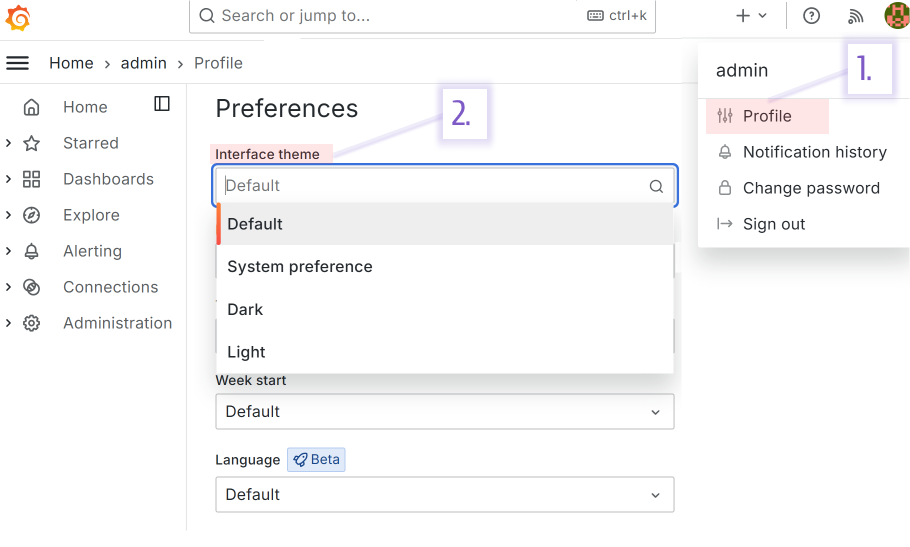 Search or jump to...
ctrl+k
Home > admin > Profile
admin
1.
Profile
Notification history
Change password
Sign out
Home
Starred
Dashboards
Explore
Alerting
Connections
Administration
Preferences
2.
Interface theme
Default
Default
System preference
Dark
Light
Week start
Default
Language
Beta
Default